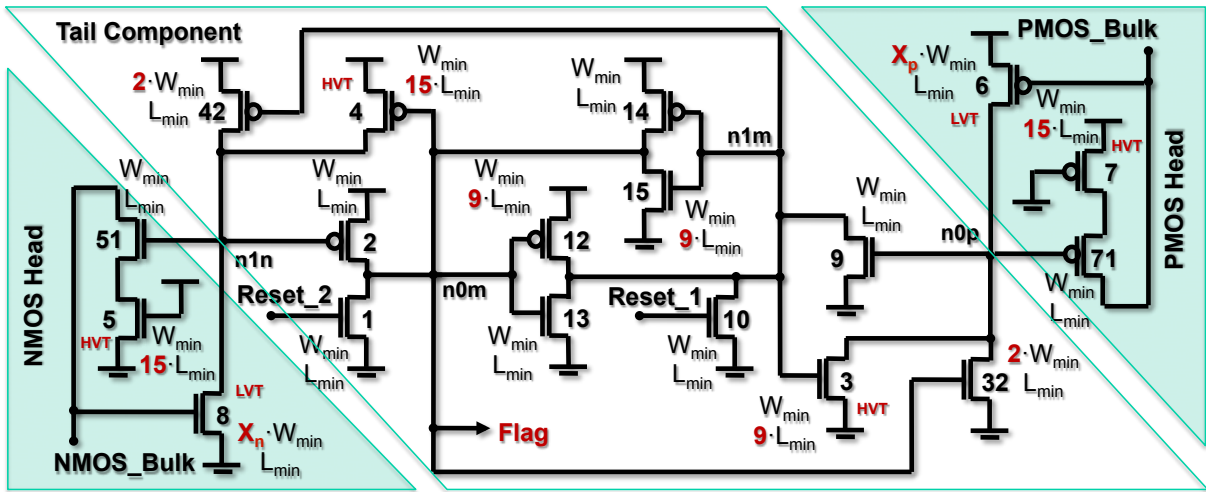 Tail Component
PMOS_Bulk
2·Wmin
Lmin
42
HVT
4
15·Lmin
Wmin
Lmin
14
n1m
Xp·Wmin
Lmin
6
LVT
Wmin
15·Lmin
HVT
7
PMOS Head
NMOS Head
Wmin
Lmin
51
n1n
Wmin
Lmin
2
Wmin
9·Lmin
12
15
Wmin
9·Lmin
Wmin
Lmin
9
n0p
71
Wmin
Lmin
5
HVT
Wmin
15·Lmin
Reset_2
1
Wmin
Lmin
n0m
13
Wmin
Lmin
Reset_1
10
Wmin
Lmin
3
HVT
Wmin
9·Lmin
32
2·Wmin
Lmin
LVT
8
Xn·Wmin
Lmin
NMOS_Bulk
Flag